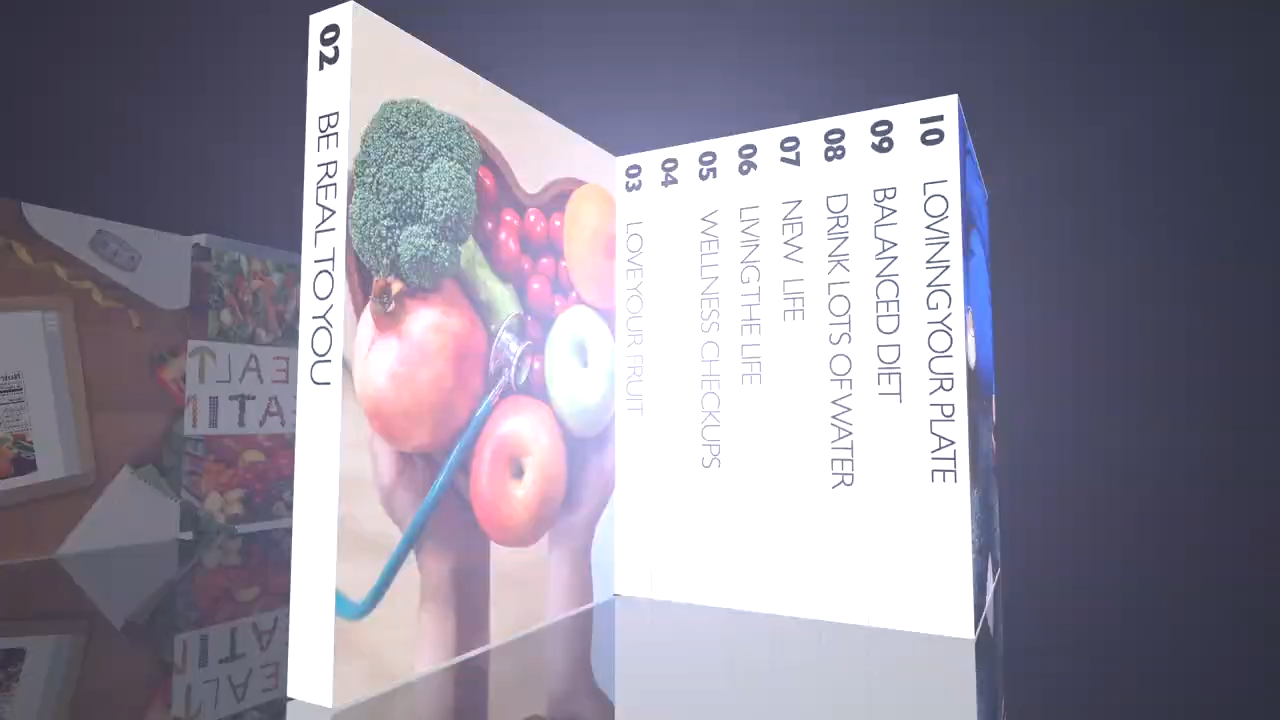 02 BE REAL TO YOU
03 LOVE YOUR FRUIT
04
05 WELLNESS CHECKUPS
06 LIVING THE LIFE
07 NEW LIFE
08 DRINK LOTS OF WATER
09 BALANCED DIET
10 LOVINNG YOUR PLATE